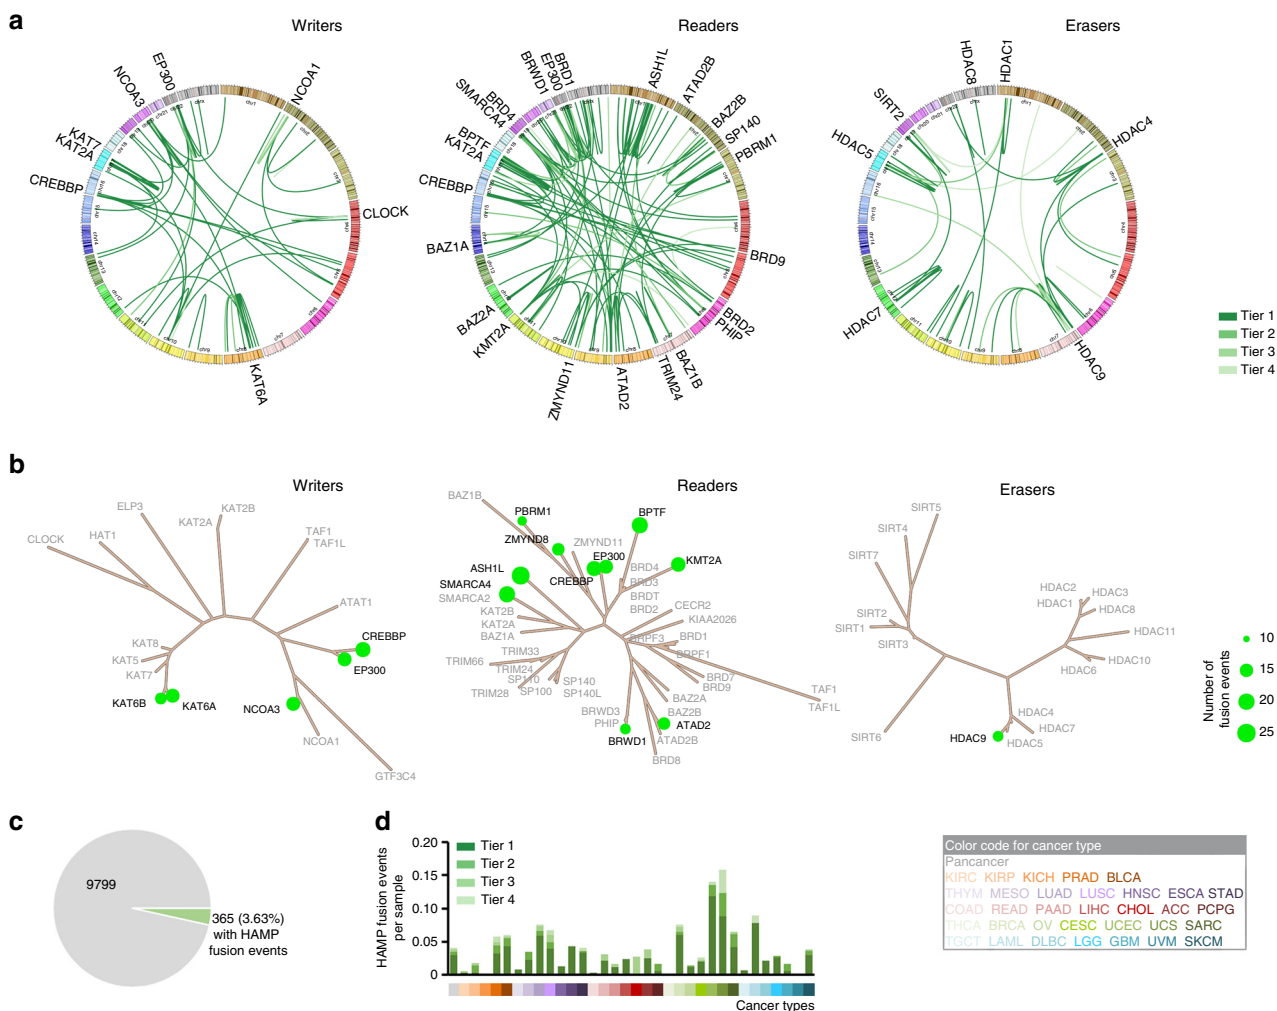 a
Writers
Readers
Erasers
EP300
NCOA3
NCOA1
KAT7
KAT2A
CREBBP
CLOCK
KAT6A
BRD1
EP300
BRWD1
BRD4
SMARCA4
BPTF
KAT2A
CREBBP
BAZ1A
BAZ2A
KMT2A
ZMYND11
ATAD2
TRIM24
BAZ1B
PHIP
BRD2
BRD9
PBRM1
SP140
BAZ2B
ATAD2B
ASH1L
HDAC8
HDAC1
SIRT2
HDAC4
HDAC5
HDAC7
HDAC9
Tier 1
Tier 2
Tier 3
Tier 4
b
Writers
Readers
Erasers
ELP3
KAT2B
KAT2A
CLOCK
HAT1
TAF1
TAF1L
ATAT1
CREBBP
EP300
KAT8
KAT5
KAT7
KAT6B
KAT6A
NCOA3
NCOA1
GTF3C4
BAZ1B
PBRM1
ZMYND8
ZMYND11
BPTF
EP300
CREBBP
KMT2A
ASH1L
SMARCA4
SMARCA2
BRD4
BRD3
BRDT
BRD2
KAT2B
KAT2A
BAZ1A
CECR2
KIAA2026
BRPF3
BRD1
BRPF1
TRIM33
TRIM66
TRIM24
SP110
TRIM28
SP100
SP140
SP140L
BRD7
BRD9
TAF1
TAF1L
BAZ2A
BAZ2B
BRWD3
PHIP
BRWD1
ATAD2
ATAD2B
BRD8
SIRT5
SIRT4
SIRT7
SIRT2
SIRT1
SIRT3
SIRT6
HDAC2
HDAC3
HDAC1
HDAC8
HDAC11
HDAC10
HDAC6
HDAC4
HDAC7
HDAC9
HDAC5
Number of
fusion events
10
15
20
25
c
9799
365 (3.63%)
with HAMP
fusion events
d
HAMP fusion events
per sample
0.20
0.15
0.10
0.05
0
Tier 1
Tier 2
Tier 3
Tier 4
Cancer types
Color code for cancer type
Pancancer
KIRC KIRP KICH PRAD BLCA
THYM MESO LUAD LUSC HNSC ESCA STAD
COAD READ PAAD LIHC CHOL ACC PCPG
THCA BRCA OV CESC UCEC UCS SARC
TGCT LAML DLBC LGG GBM UVM SKCM